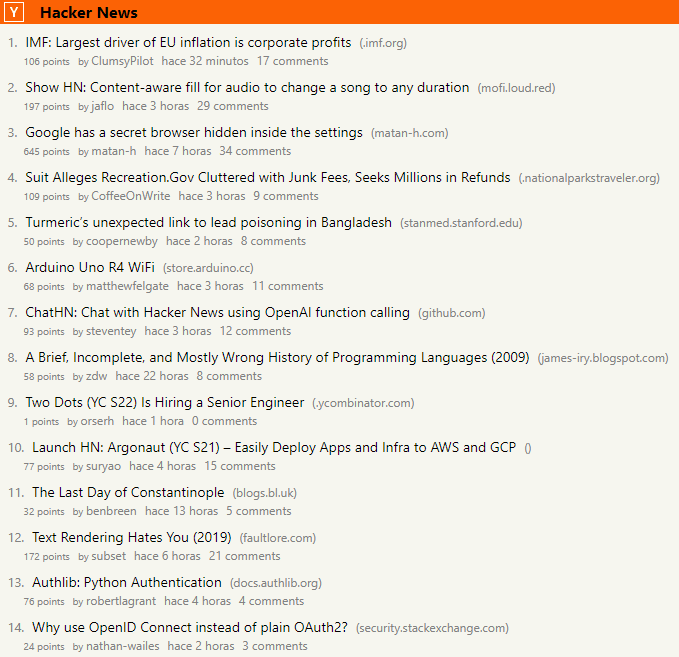 Y Hacker News
1. IMF: Largest driver of EU inflation is corporate profits (.imf.org)
106 points by ClumsyPilot hace 32 minutos 17 comments
2. Show HN: Content-aware fill for audio to change a song to any duration (mofi.loud.red)
197 points by jaflo hace 3 horas 29 comments
3. Google has a secret browser hidden inside the settings (matan-h.com)
645 points by matan-h hace 7 horas 34 comments
4. Suit Alleges Recreation.Gov Cluttered with Junk Fees, Seeks Millions in Refunds (.nationalparkstraveler.org)
109 points by CoffeeOnWrite hace 3 horas 9 comments
5. Turmeric’s unexpected link to lead poisoning in Bangladesh (stanmed.stanford.edu)
50 points by coopernewby hace 2 horas 8 comments
6. Arduino Uno R4 WiFi (store.arduino.cc)
68 points by matthewfelgate hace 3 horas 11 comments
7. ChatHN: Chat with Hacker News using OpenAI function calling (github.com)
93 points by steventey hace 3 horas 12 comments
8. A Brief, Incomplete, and Mostly Wrong History of Programming Languages (2009) (james-iry.blogspot.com)
58 points by zdw hace 22 horas 8 comments
9. Two Dots (YC S22) Is Hiring a Senior Engineer (.ycombinator.com)
1 points by orserh hace 1 hora 0 comments
10. Launch HN: Argonaut (YC S21) – Easily Deploy Apps and Infra to AWS and GCP ()
77 points by suryao hace 4 horas 15 comments
11. The Last Day of Constantinople (blogs.bl.uk)
32 points by benbreen hace 13 horas 5 comments
12. Text Rendering Hates You (2019) (faultlore.com)
172 points by subset hace 6 horas 21 comments
13. Authlib: Python Authentication (docs.authlib.org)
76 points by robertlagrant hace 4 horas 4 comments
14. Why use OpenID Connect instead of plain OAuth2? (security.stackexchange.com)
24 points by nathan-wailes hace 2 horas 3 comments